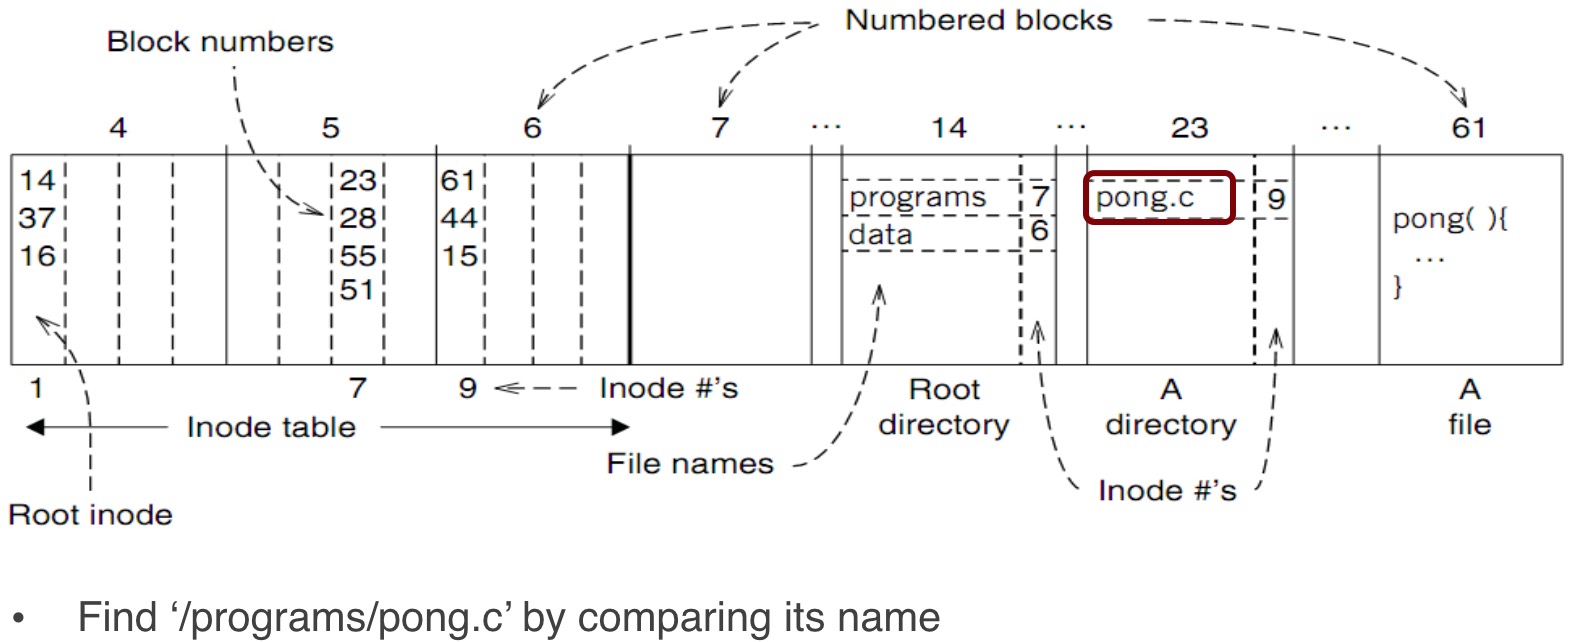 Numbered blocks
Block numbers
4 5 6 7 ... 14 ... 23 ... 61
14 23 61
37 28 44
16 55 15
51
programs 7
data 6
pong.c 9
pong( ){
...
}
1 7 9 Inode #'s
Root directory
A directory
A file
Inode table
File names
Inode #'s
Root inode
• Find ‘/programs/pong.c’ by comparing its name